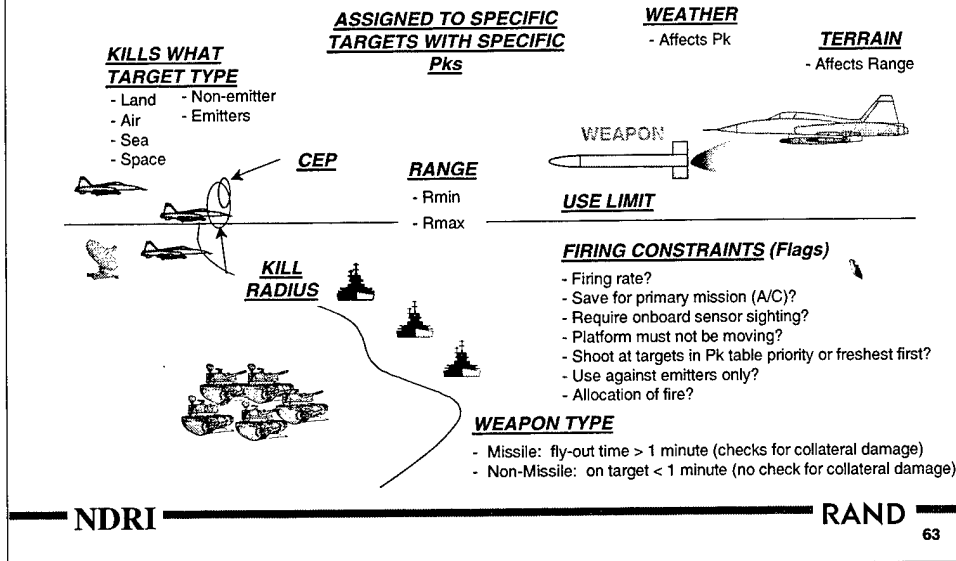 ASSIGNED TO SPECIFIC
TARGETS WITH SPECIFIC
Pks
WEATHER
- Affects Pk
TERRAIN
- Affects Range
KILLS WHAT
TARGET TYPE
- Land - Non-emitter
- Air - Emitters
- Sea
- Space
WEAPON
CEP
RANGE
- Rmin
- Rmax
USE LIMIT
KILL
RADIUS
FIRING CONSTRAINTS (Flags)
- Firing rate?
- Save for primary mission (A/C)?
- Require onboard sensor sighting?
- Platform must not be moving?
- Shoot at targets in Pk table priority or freshest first?
- Use against emitters only?
- Allocation of fire?
WEAPON TYPE
- Missile: fly-out time > 1 minute (checks for collateral damage)
- Non-Missile: on target < 1 minute (no check for collateral damage)
NDRI
RAND
63